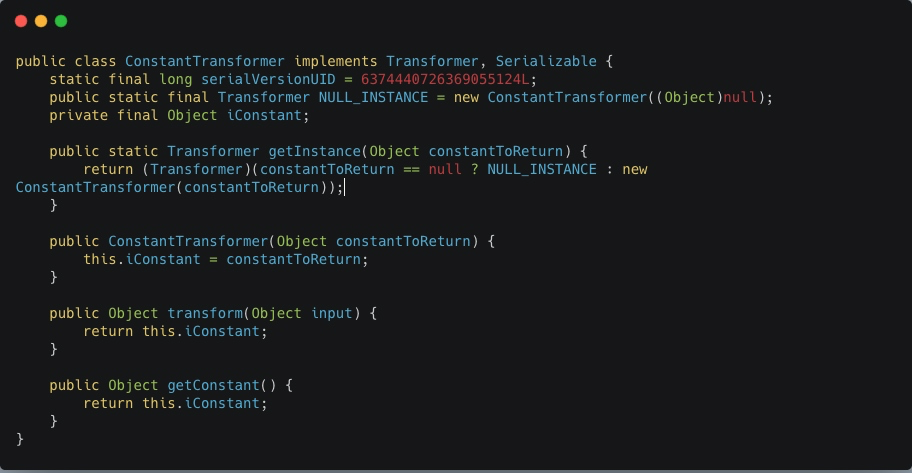 public class ConstantTransformer implements Transformer, Serializable {
    static final long serialVersionUID = 6374440726369055124L;
    public static final Transformer NULL_INSTANCE = new ConstantTransformer((Object)null);
    private final Object iConstant;

    public static Transformer getInstance(Object constantToReturn) {
        return (Transformer)(constantToReturn == null ? NULL_INSTANCE : new
ConstantTransformer(constantToReturn));
    }

    public ConstantTransformer(Object constantToReturn) {
        this.iConstant = constantToReturn;
    }

    public Object transform(Object input) {
        return this.iConstant;
    }

    public Object getConstant() {
        return this.iConstant;
    }
}